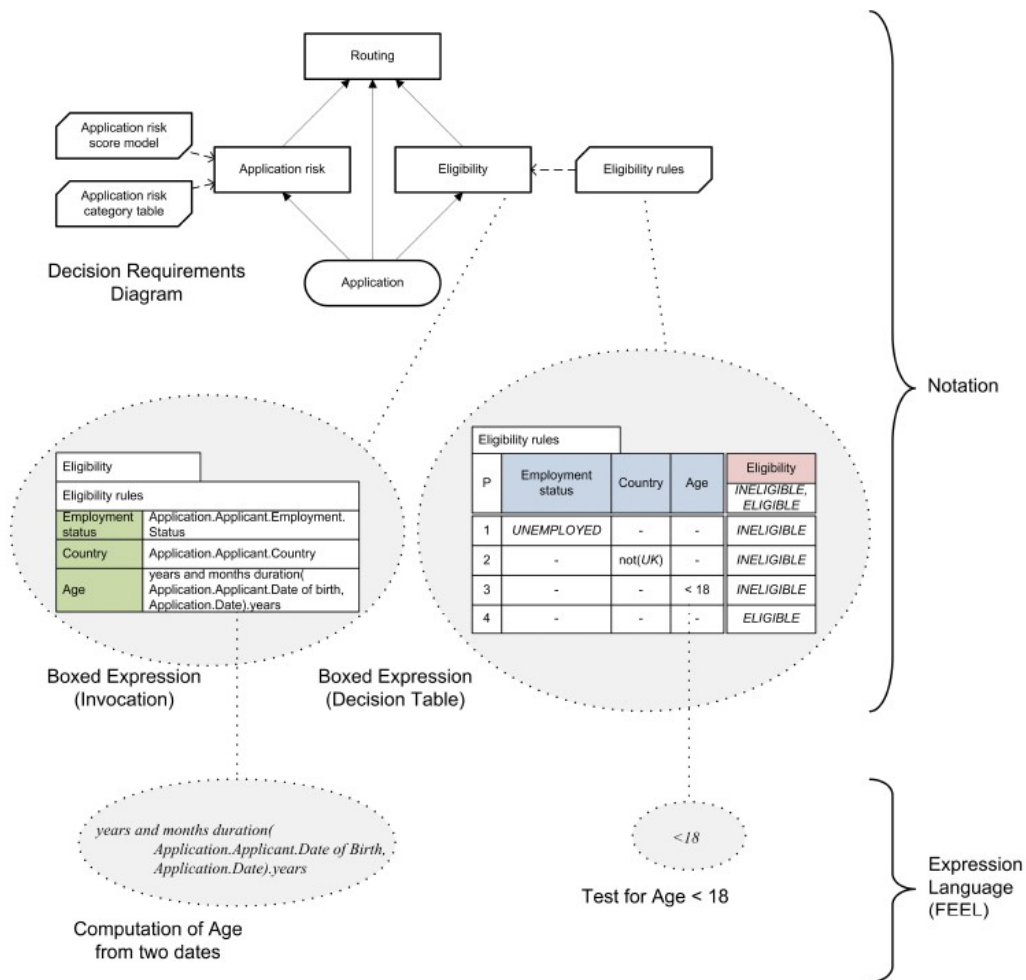 Routing
Application risk
score model
Application risk
category table
Application risk
Eligibility
Eligibility rules
Application
Decision Requirements
Diagram
Notation
Eligibility
Eligibility rules
Employment
status
Application.Applicant.Employment.
Status
Country
Application.Applicant.Country
Age
years and months duration(
Application.Applicant.Date of birth,
Application.Date).years
Boxed Expression
(Invocation)
Eligibility rules
P
Employment
status
Country
Age
Eligibility
INELIGIBLE,
ELIGIBLE
1 UNEMPLOYED - - INELIGIBLE
2 - not(UK) - INELIGIBLE
3 - - < 18 INELIGIBLE
4 - - - ELIGIBLE
Boxed Expression
(Decision Table)
years and months duration(
Application.Applicant.Date of Birth,
Application.Date).years
Computation of Age
from two dates
<18
Test for Age < 18
Expression
Language
(FEEL)